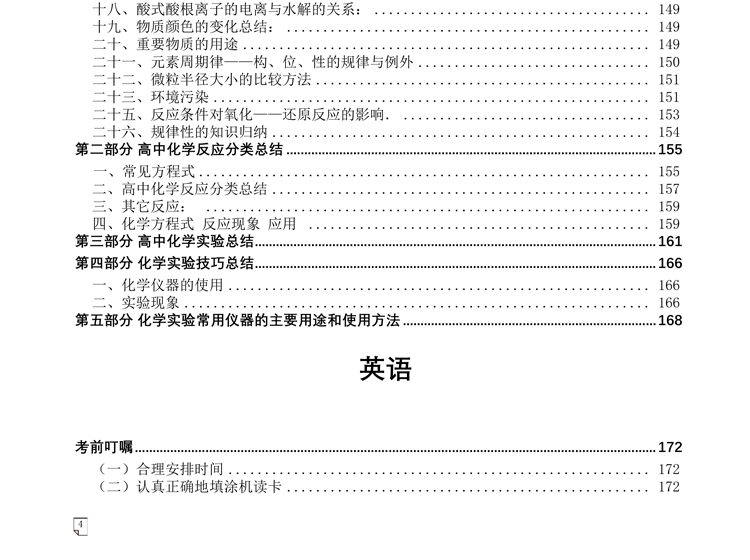 十八、酸式酸根离子的电离与水解的关系： ........................ 149
十九、物质颜色的变化总结： ........................ 149
二十、重要物质的用途 ........................ 149
二十一、元素周期律——构、位、性的规律与例外 ........................ 150
二十二、微粒半径大小的比较方法 ........................ 151
二十三、环境污染 ........................ 151
二十五、反应条件对氧化——还原反应的影响． ........................ 153
二十六、规律性的知识归纳 ........................ 154
第二部分 高中化学反应分类总结 ........................ 155
一、常见方程式 ........................ 155
二、高中化学反应分类总结 ........................ 157
三、其它反应： ........................ 159
四、化学方程式 反应现象 应用 ........................ 159
第三部分 高中化学实验总结 ........................ 161
第四部分 化学实验技巧总结 ........................ 166
一、化学仪器的使用 ........................ 166
二、实验现象 ........................ 166
第五部分 化学实验常用仪器的主要用途和使用方法 ........................ 168
英语
考前叮嘱 ........................ 172
（一）合理安排时间 ........................ 172
（二）认真正确地填涂机读卡 ........................ 172
4